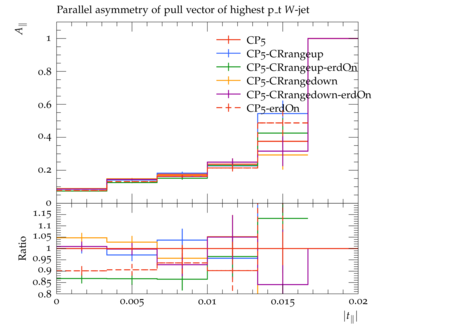 Parallel asymmetry of pull vector of highest p_t W-jet
A∥
1
0.8
0.6
0.4
0.2
0
CP5
CP5-CRrangeup
CP5-CRrangeup-erdOn
CP5-CRrangedown
CP5-CRrangedown-erdOn
CP5-erdOn
Ratio
1.15
1.1
1.05
1.0
0.95
0.9
0.85
0.8
0 0.005 0.01 0.015 0.02
|t∥|